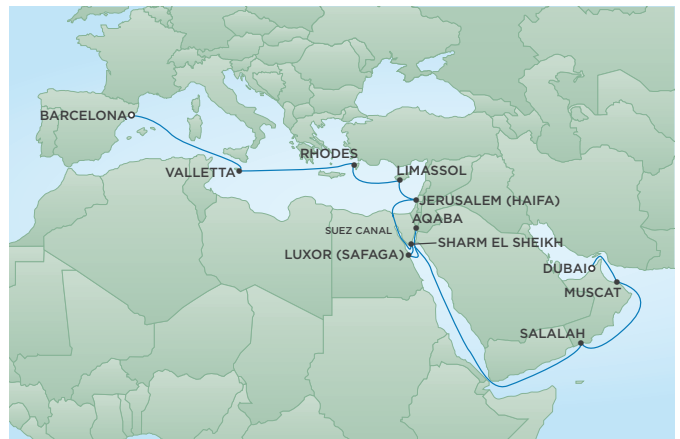 BARCELONA
RHODES
VALLETTA
LIMASSOL
JERUSALEM (HAIFA)
AQABA
SUEZ CANAL
SHARM EL SHEIKH
LUXOR (SAFAGA)
DUBAI
MUSCAT
SALALAH